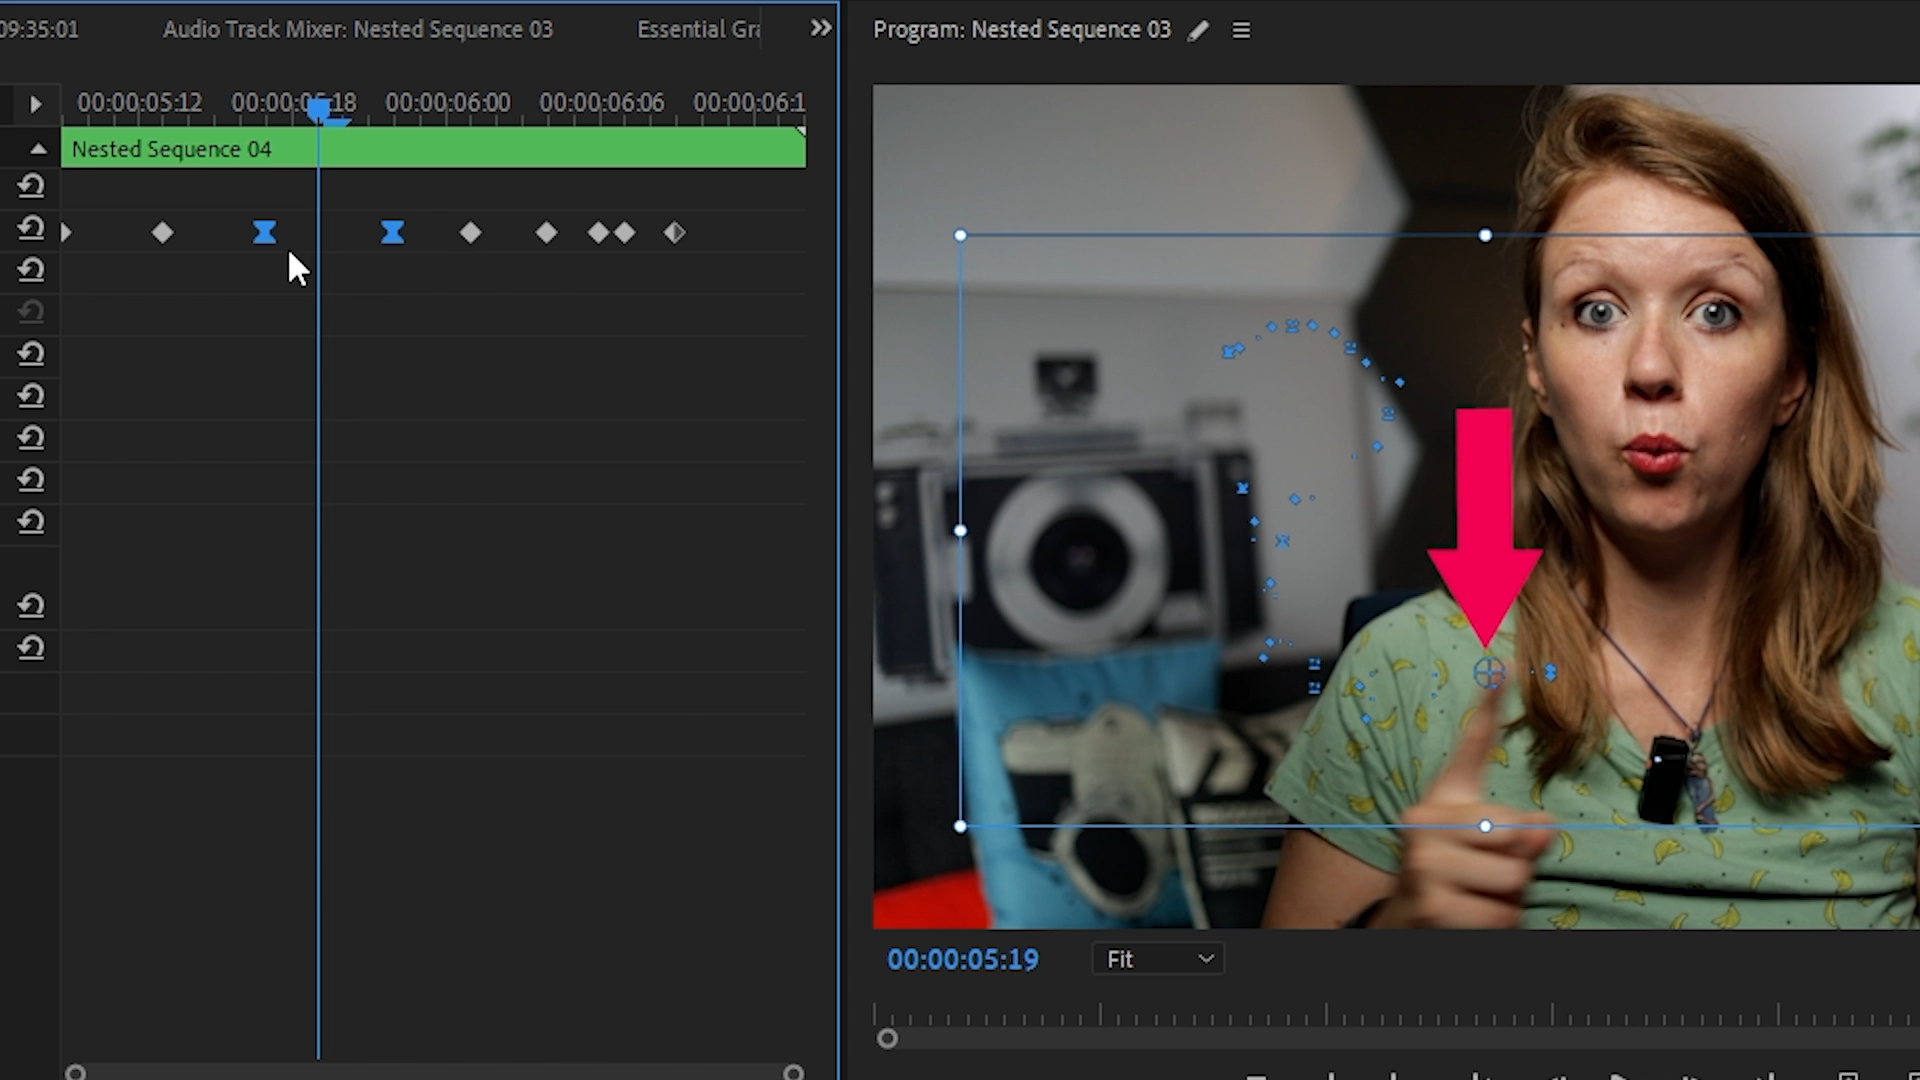 09:35:01
Audio Track Mixer: Nested Sequence 03
Essential Gra
Program: Nested Sequence 03
00:00:05:12
00:00:05:18
00:00:06:00
00:00:06:06
00:00:06:1
Nested Sequence 04
00:00:05:19
Fit